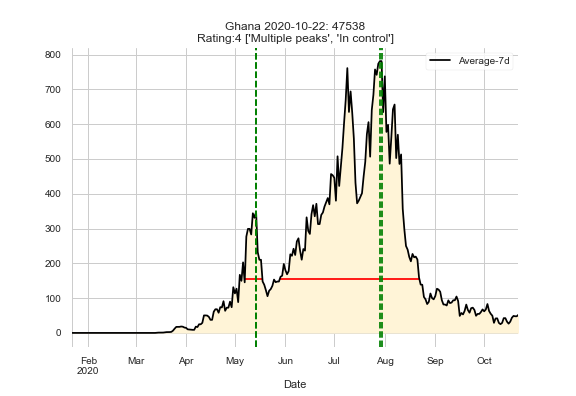 Ghana 2020-10-22: 47538
Rating:4 ['Multiple peaks', 'In control']
Average-7d
800
700
600
500
400
300
200
100
0
Feb Mar Apr May Jun Jul Aug Sep Oct
2020
Date